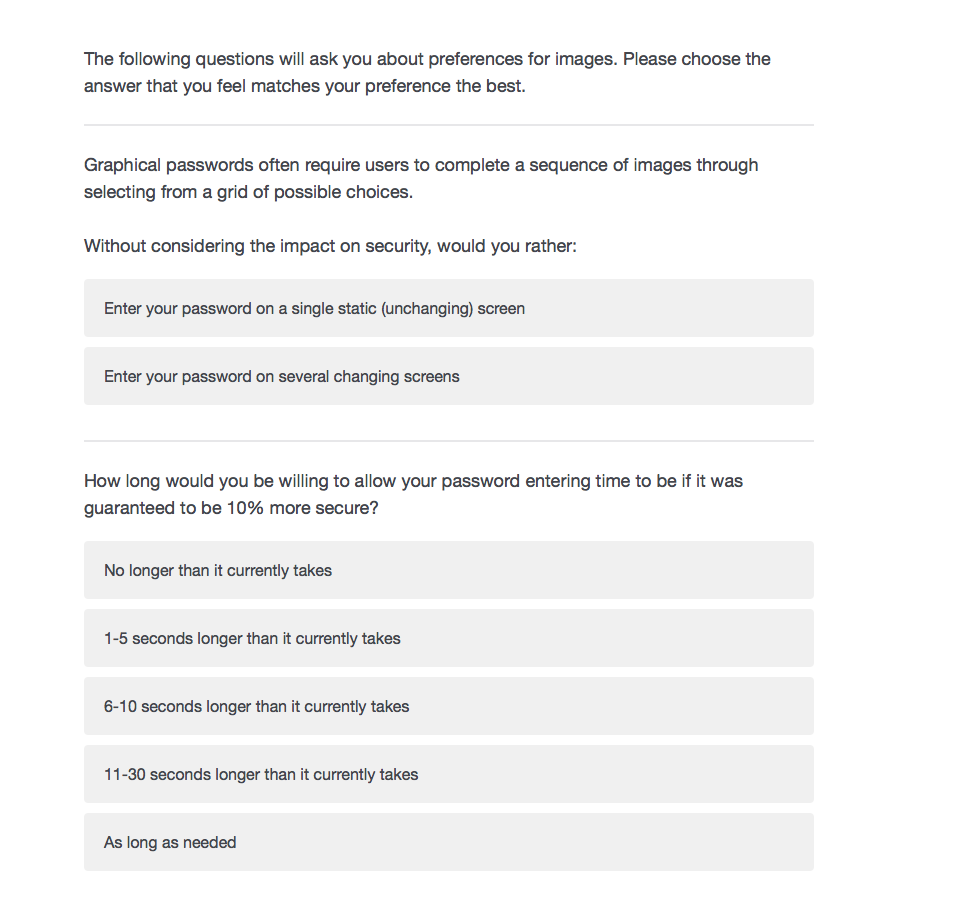 The following questions will ask you about preferences for images. Please choose the
answer that you feel matches your preference the best.
Graphical passwords often require users to complete a sequence of images through
selecting from a grid of possible choices.
Without considering the impact on security, would you rather:
Enter your password on a single static (unchanging) screen
Enter your password on several changing screens
How long would you be willing to allow your password entering time to be if it was
guaranteed to be 10% more secure?
No longer than it currently takes
1-5 seconds longer than it currently takes
6-10 seconds longer than it currently takes
11-30 seconds longer than it currently takes
As long as needed